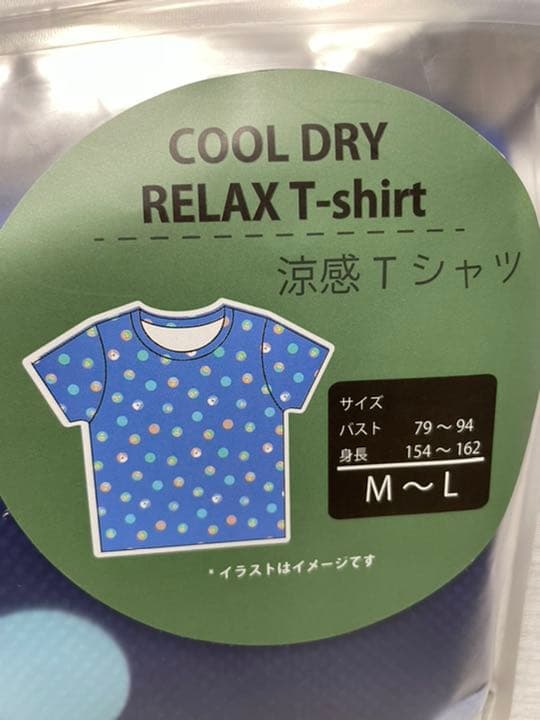 COOL DRY
RELAX T-shirt
涼感Tシャツ
サイズ
バスト 79～94
身長 154～162
M～L
*イラストはイメージです